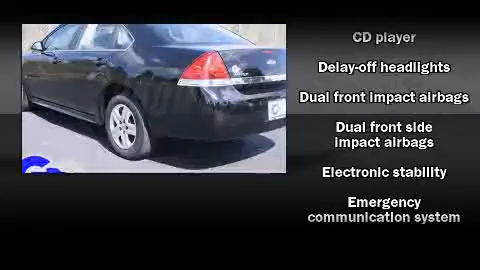 CD player
Delay-off headlights
Dual front impact airbags
Dual front side
impact airbags
Electronic stability
Emergency
communication system